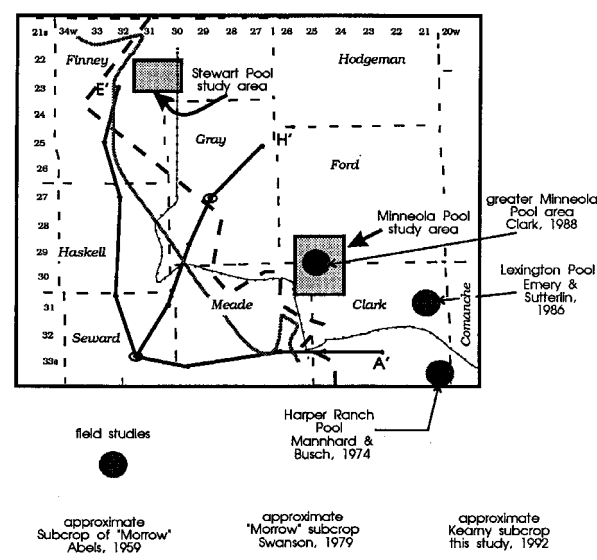 21s 34w 33 32 31 30 29 28 27 26 25 24 23 22 21 20w
Finney
Hodgeman
22
E'
23
Stewart Pool
study area
24
Gray
H'
25
Ford
26
greater Minneola
Pool area
Clark, 1988
27
Minneola Pool
study area
28
Haskell
29
Lexington Pool
Emery &
Sutterlin,
1986
30
Meade
Clark
Comanche
31
Seward
32
33s
A'
Harper Ranch
Pool
Mannhard &
Busch, 1974
field studies
approximate
Subcrop of "Morrow"
Abels, 1959
approximate
"Morrow" subcrop
Swanson, 1979
approximate
Kearny subcrop
this study, 1992